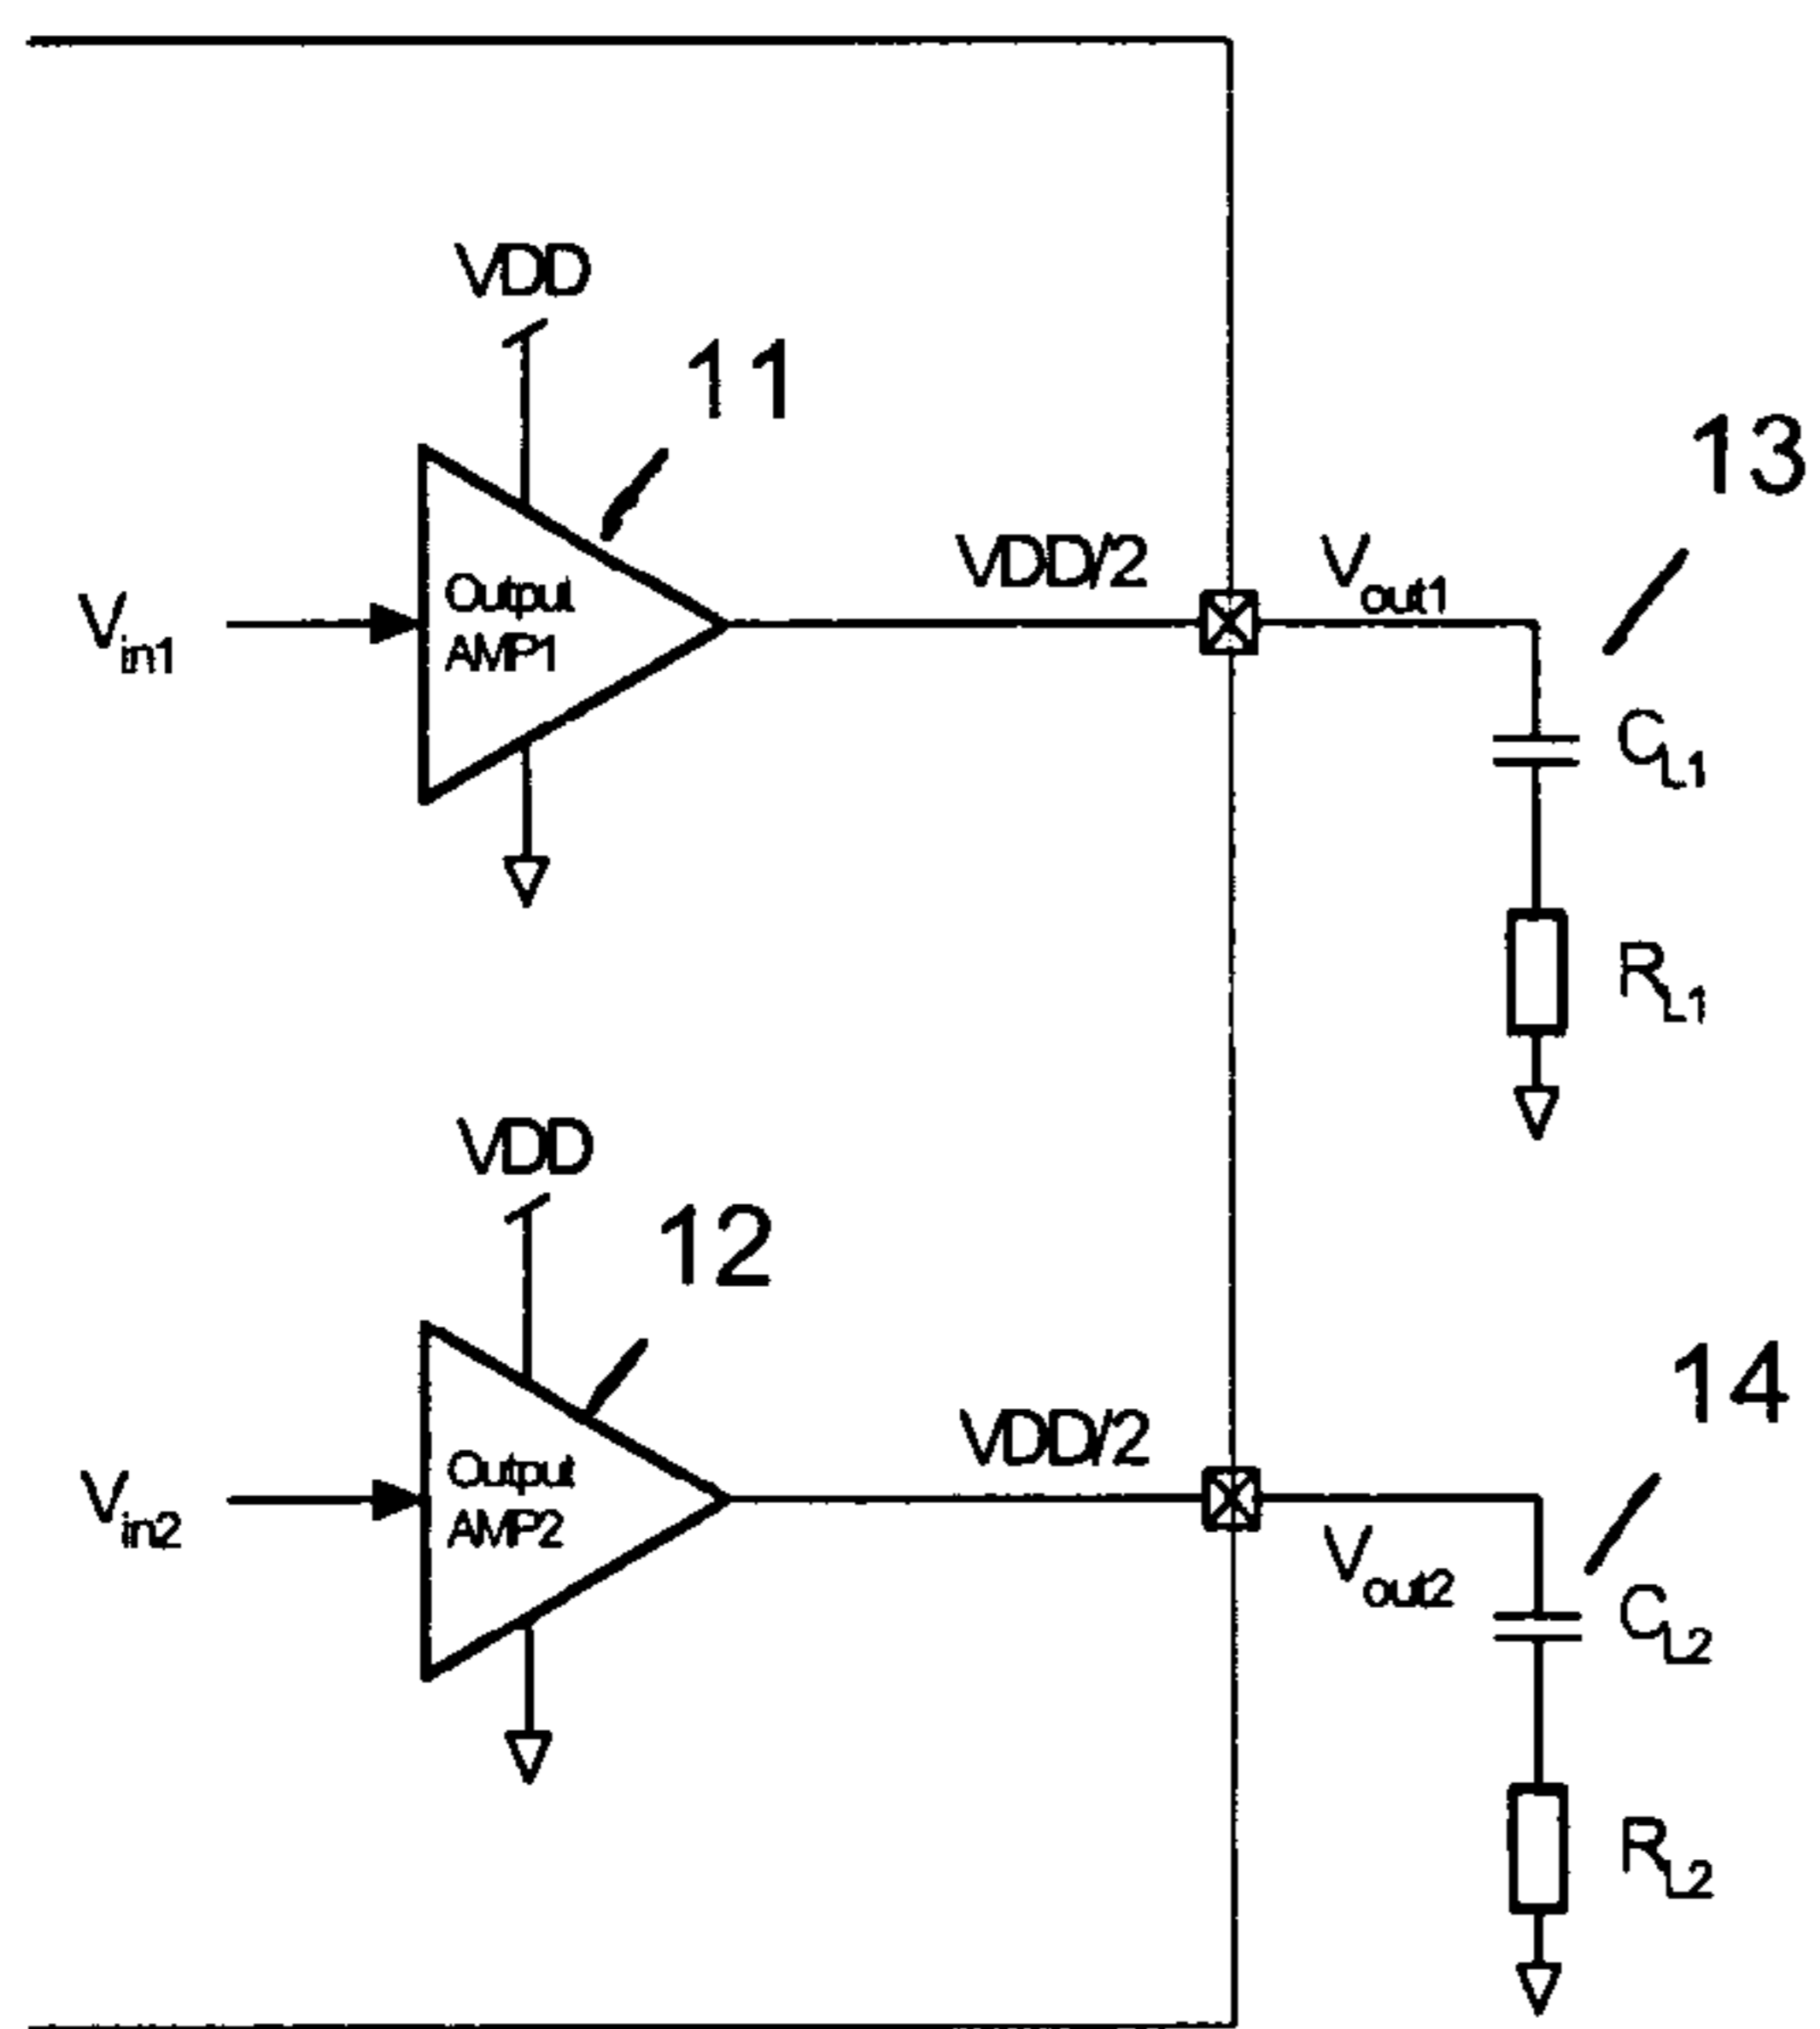 VDD
11
13
VDD/2
Vout1
Output
AMP1
Vin1
CL1
RL1
VDD
12
14
VDD/2
Output
AMP2
Vin2
Vout2
CL2
RL2